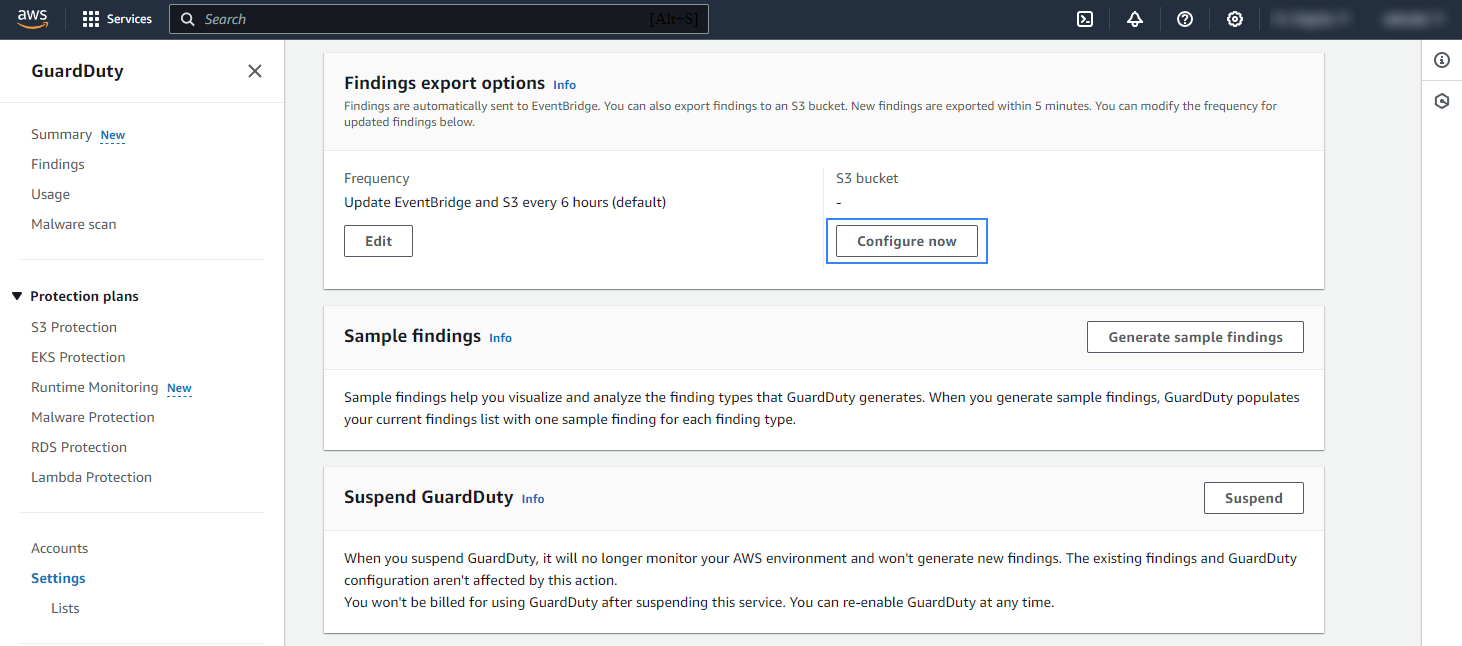 aws
Services
Search
[Alt+S]
GuardDuty
Summary New
Findings
Usage
Malware scan
Protection plans
S3 Protection
EKS Protection
Runtime Monitoring New
Malware Protection
RDS Protection
Lambda Protection
Accounts
Settings
Lists
Findings export options Info
Findings are automatically sent to EventBridge. You can also export findings to an S3 bucket. New findings are exported within 5 minutes. You can modify the frequency for
updated findings below.
Frequency
Update EventBridge and S3 every 6 hours (default)
Edit
S3 bucket
-
Configure now
Sample findings Info
Generate sample findings
Sample findings help you visualize and analyze the finding types that GuardDuty generates. When you generate sample findings, GuardDuty populates
your current findings list with one sample finding for each finding type.
Suspend GuardDuty Info
Suspend
When you suspend GuardDuty, it will no longer monitor your AWS environment and won't generate new findings. The existing findings and GuardDuty
configuration aren't affected by this action.
You won't be billed for using GuardDuty after suspending this service. You can re-enable GuardDuty at any time.